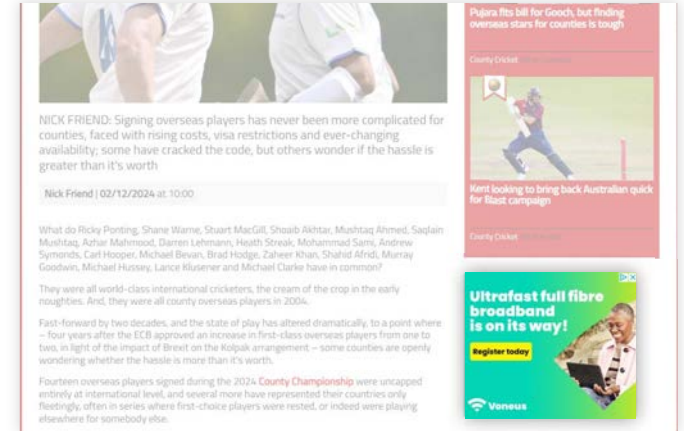 NICK FRIEND: Signing overseas players has never been more complicated for
counties, faced with rising costs, visa restrictions and ever-changing
availability; some have cracked the code, but others wonder if the hassle is
greater than it's worth
Nick Friend | 02/12/2024 at 10:00
What do Ricky Ponting, Shane Warne, Stuart MacGill, Shoaib Akhtar, Mushtaq Ahmed, Saqlain
Mushtaq, Azhar Mahmood, Darren Lehmann, Heath Streak, Mohammad Sami, Andrew
Symonds, Carl Hooper, Michael Bevan, Brad Hodge, Zaheer Khan, Shahid Afridi, Murray
Goodwin, Michael Hussey, Lance Klusener and Michael Clarke have in common?
They were all world-class international cricketers, the cream of the crop in the early
noughties. And, they were all county overseas players in 2004.
Fast-forward by two decades, and the state of play has altered dramatically, to a point where
– four years after the ECB approved an increase in first-class overseas players from one to
two, in light of the impact of Brexit on the Kolpak arrangement – some counties are openly
wondering whether the hassle is more than it's worth.
Fourteen overseas players signed during the 2024 County Championship were uncapped
entirely at international level, and several more have represented their countries only
fleetingly, often in series where first-choice players were rested, or indeed were playing
elsewhere for somebody else.
Pujara fits bill for Gooch, but finding
overseas stars for counties is tough
County Cricket
Kent looking to bring back Australian quick
for Blast campaign
County Cricket
Ultrafast full fibre
broadband
is on its way!
Register today
Voneus